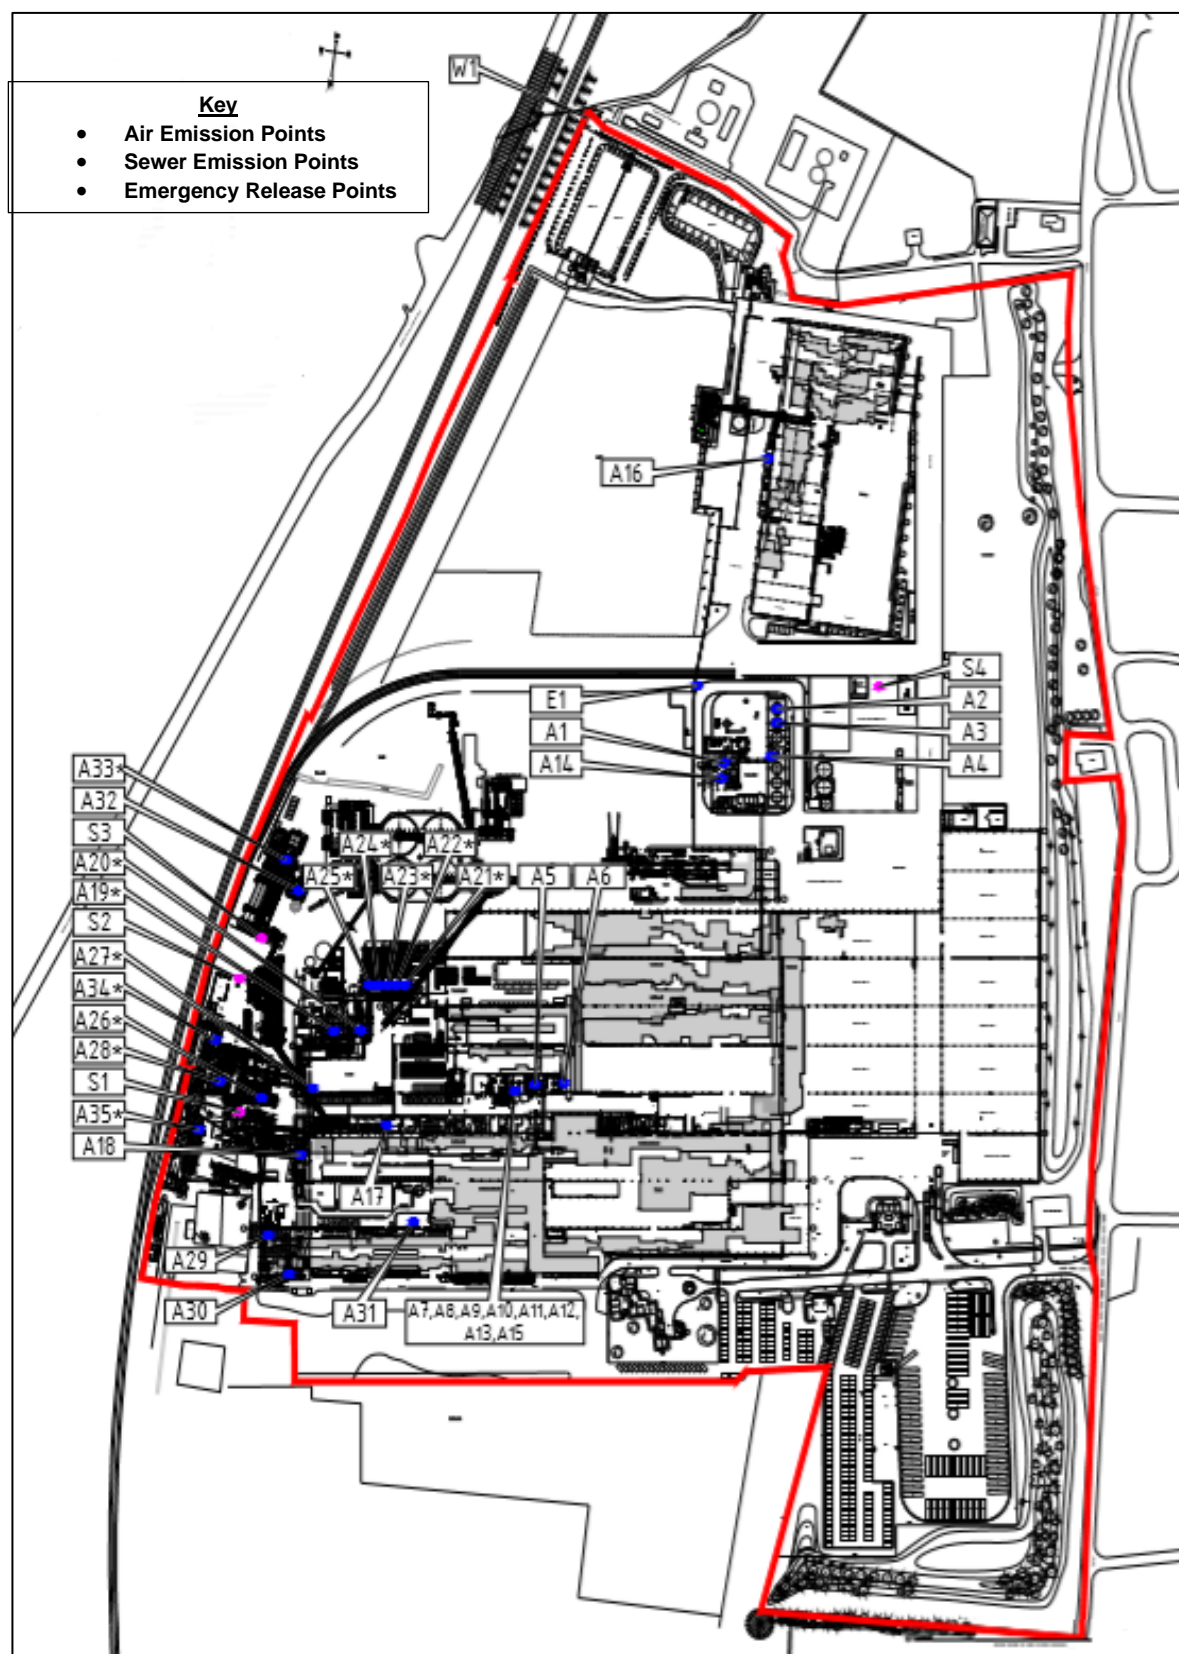 W1
Key
• Air Emission Points
• Sewer Emission Points
• Emergency Release Points
A16
S4
E1
A2
A1
A3
A14
A4
A33*
A32
S3
A20*
A19*
S2
A27*
A34*
A26*
A28*
S1
A35*
A18
A24*
A22*
A25*
A23*
A21*
A5
A6
A17
A29
A30
A31
A7,A8,A9,A10,A11,A12,
A13,A15